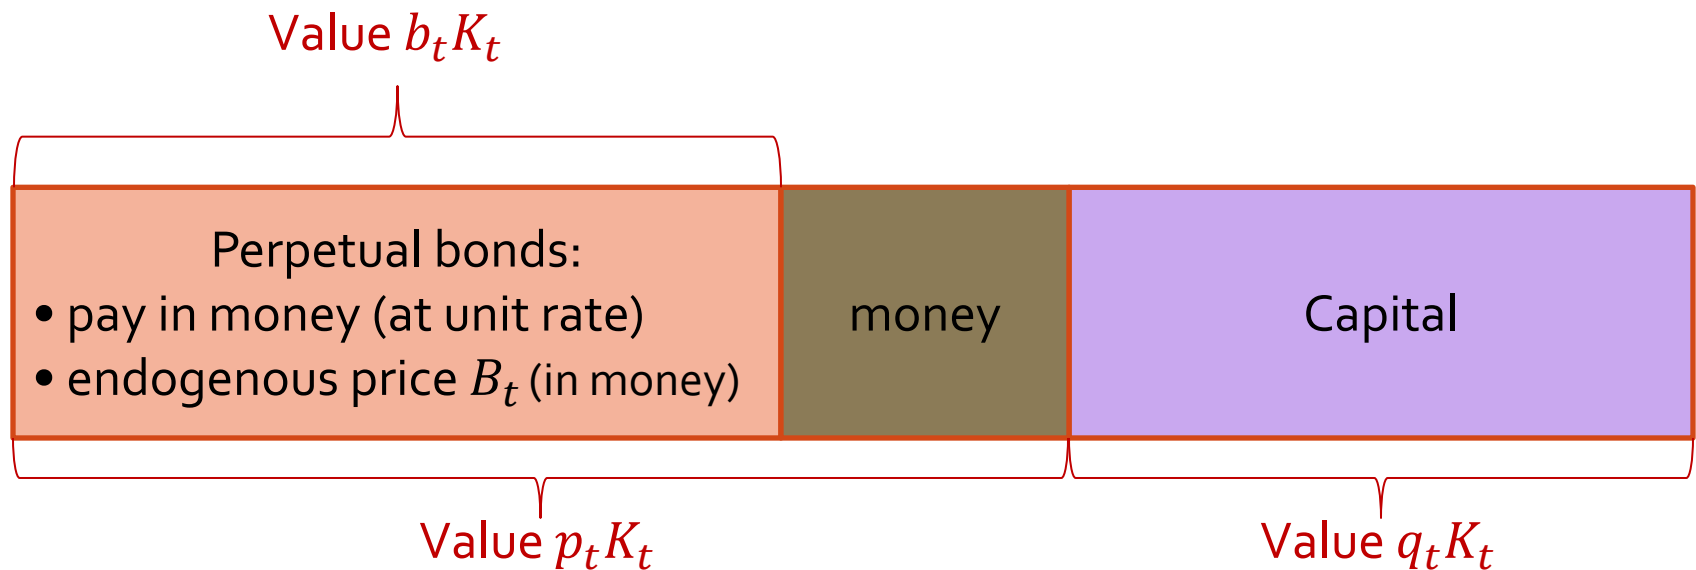 Value b_t K_t
Perpetual bonds:
• pay in money (at unit rate)
• endogenous price B_t (in money)
money
Capital
Value p_t K_t
Value q_t K_t